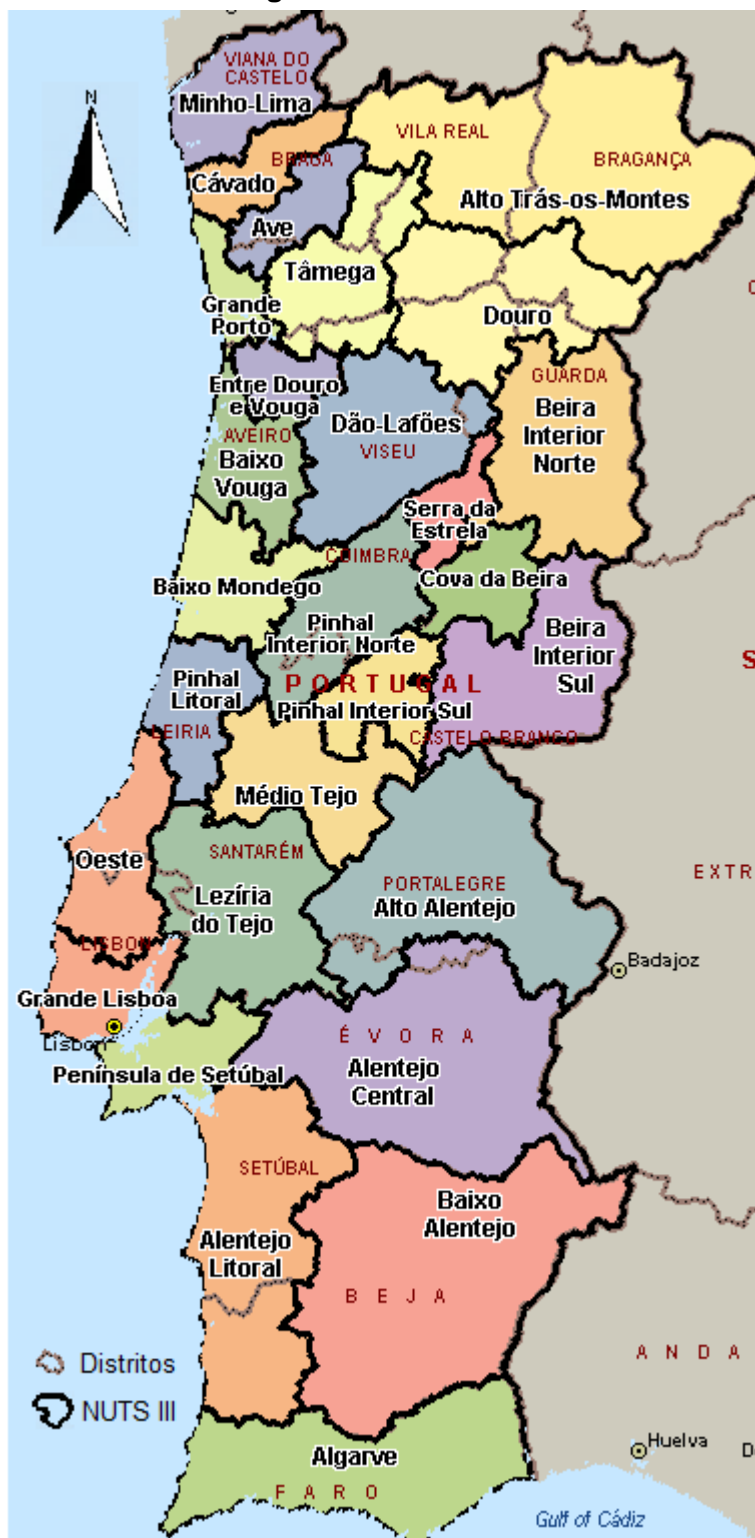 VIANA DO
CASTELO
Minho-Lima
N
BRAGA
VILA REAL
BRAGANÇA
Cávado
Alto Trás-os-Montes
Ave
Tâmega
Grande
Porto
Douro
Entre Douro
e Vouga
GUARDA
Dão-Lafões
VISEU
Beira
Interior
Norte
AVEIRO
Baixo
Vouga
Serra da
Estrela
COIMBRA
Cova da Beira
Baixo Mondego
Pinhal
Interior Norte
Beira
Interior
Sul
Pinhal
Litoral
PORTUGAL
S
Pinhal Interior Sul
LEIRIA
CASTELO BRANCO
Médio Tejo
Oeste
SANTARÉM
EXTR
PORTALEGRE
Alto Alentejo
Lezíria
do Tejo
LISBON
Badajoz
Grande Lisboa
Lisbon
ÉVORA
Alentejo
Central
Península de Setúbal
SETÚBAL
Baixo
Alentejo
Alentejo
Litoral
BEJA
Distritos
ANDA
NUTS III
Algarve
Huelva
D
FARO
Gulf of Cádiz